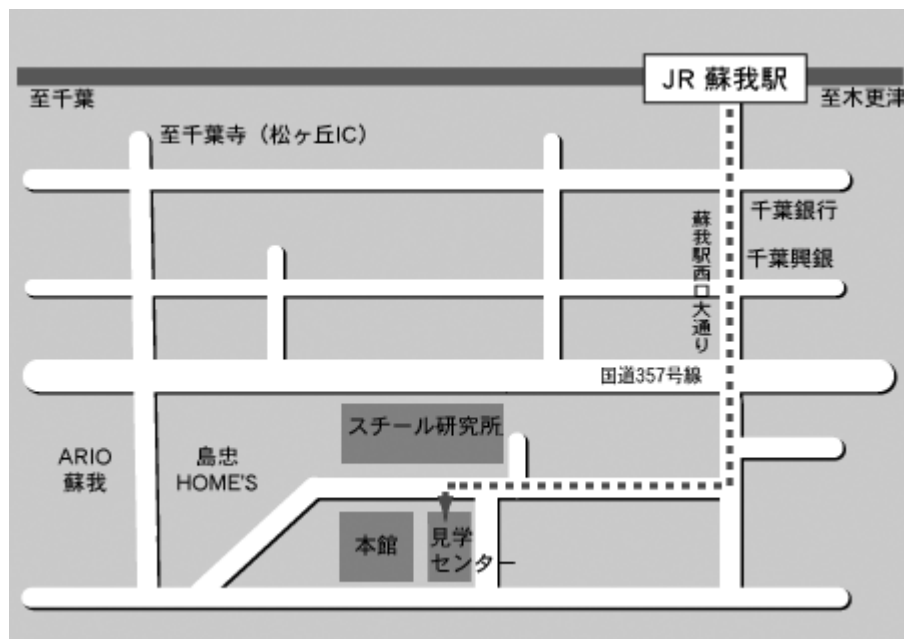 JR 蘇我駅
至千葉
至木更津
至千葉寺（松ヶ丘IC）
千葉銀行
蘇我駅西口大通り
千葉興銀
国道357号線
スチール研究所
ARIO
蘇我
島忠
HOME'S
本館
見学
センター